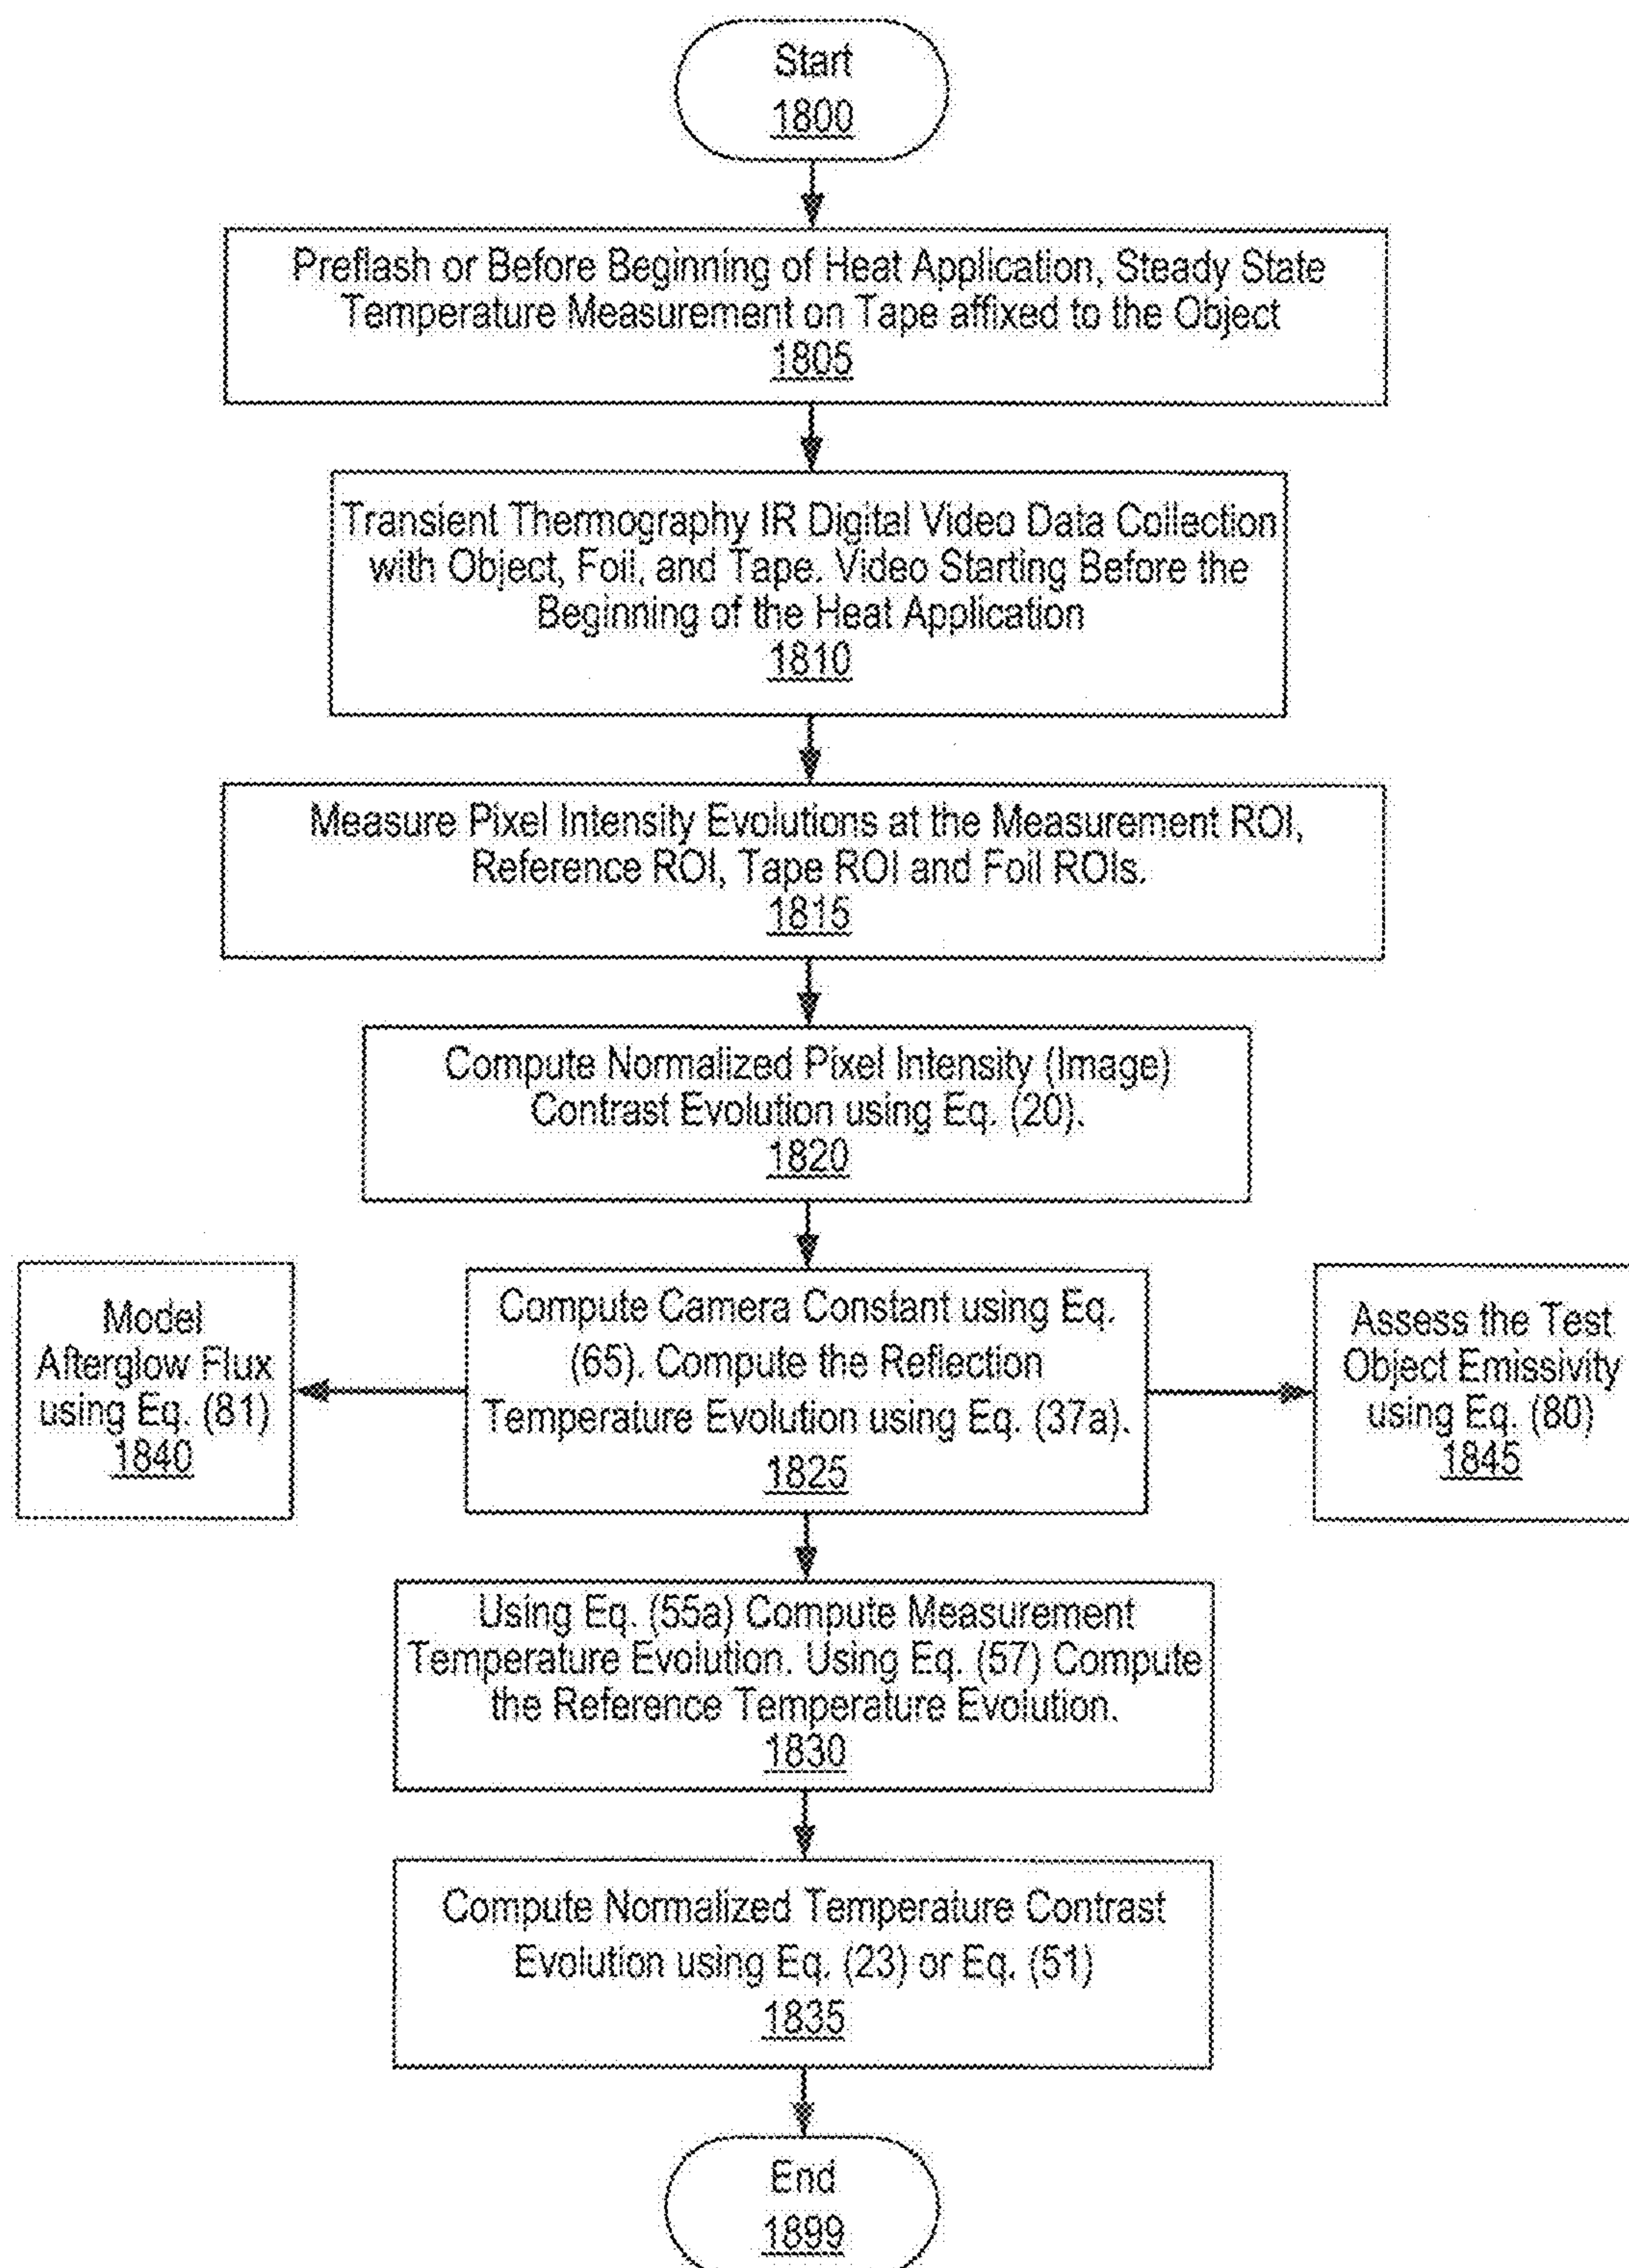 Start
1800
Preflash or Before Beginning of Heat Application, Steady State
Temperature Measurement on Tape affixed to the Object
1805
Transient Thermography IR Digital Video Data Collection
with Object, Foil, and Tape. Video Starting Before the
Beginning of the Heat Application
1810
Measure Pixel Intensity Evolutions at the Measurement ROI,
Reference ROI, Tape ROI and Foil ROIs.
1815
Compute Normalized Pixel Intensity (Image)
Contrast Evolution using Eq. (20).
1820
Model
Afterglow Flux
using Eq. (81)
1840
Compute Camera Constant using Eq.
(65). Compute the Reflection
Temperature Evolution using Eq. (37a).
1825
Assess the Test
Object Emissivity
using Eq. (80)
1845
Using Eq. (55a) Compute Measurement
Temperature Evolution. Using Eq. (57) Compute
the Reference Temperature Evolution.
1830
Compute Normalized Temperature Contrast
Evolution using Eq. (23) or Eq. (51)
1835
End
1899